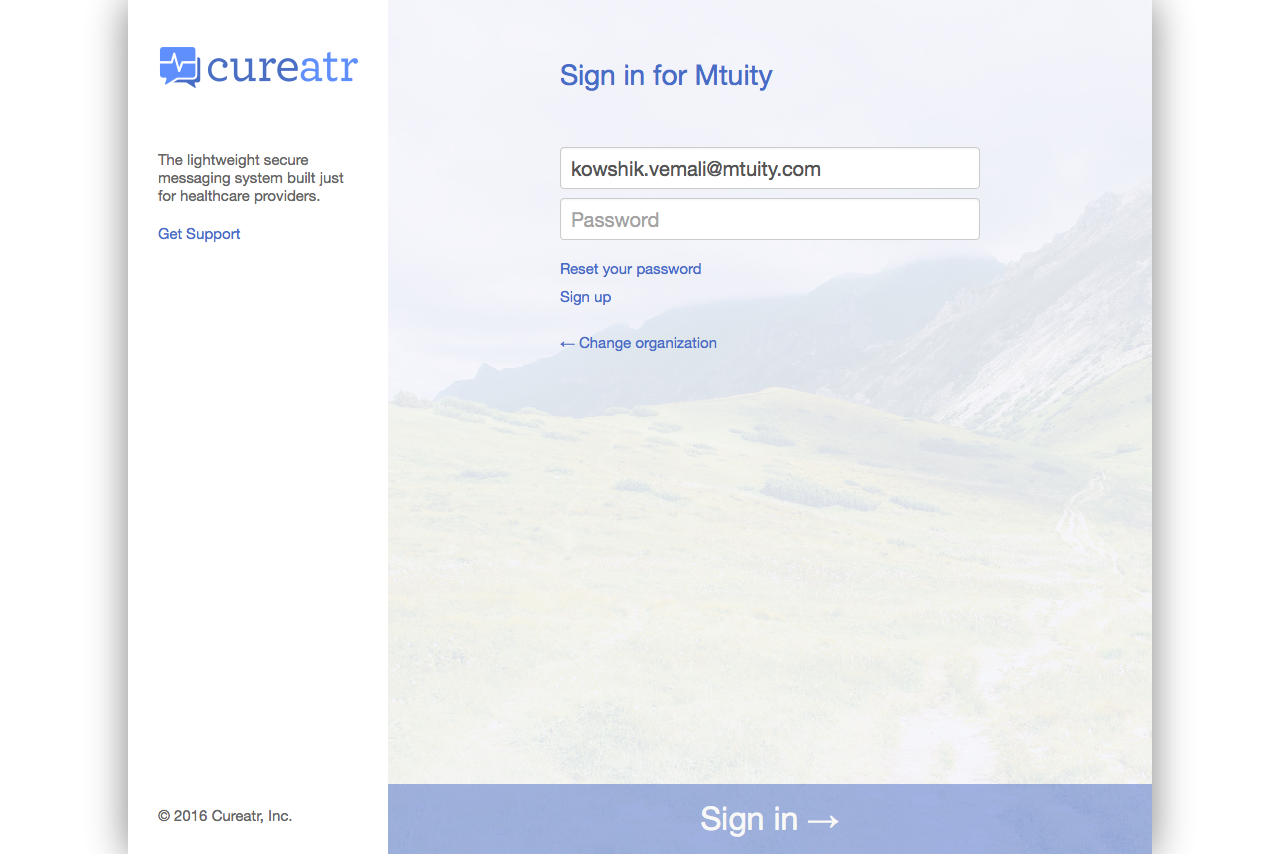 cureatr
The lightweight secure
messaging system built just
for healthcare providers.
Get Support
© 2016 Cureatr, Inc.
Sign in for Mtuity
kowshik.vemali@mtuity.com
Password
Reset your password
Sign up
← Change organization
Sign in →